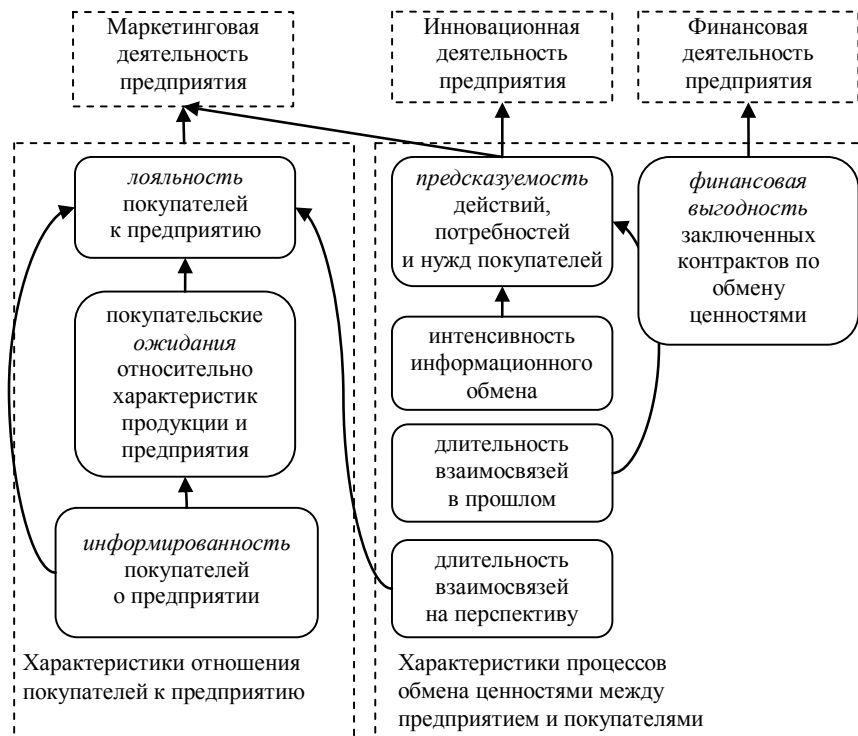 Маркетинговая
деятельность
предприятия
Инновационная
деятельность
предприятия
Финансовая
деятельность
предприятия
лояльность
покупателей
к предприятию
предсказуемость
действий,
потребностей
и нужд покупателей
финансовая
выгодность
заключенных
контрактов по
обмену
ценностями
покупательские
ожидания
относительно
характеристик
продукции и
предприятия
интенсивность
информационного
обмена
длительность
взаимосвязей
в прошлом
информированность
покупателей
о предприятии
длительность
взаимосвязей
на перспективу
Характеристики отношения
покупателей к предприятию
Характеристики процессов
обмена ценностями между
предприятием и покупателями